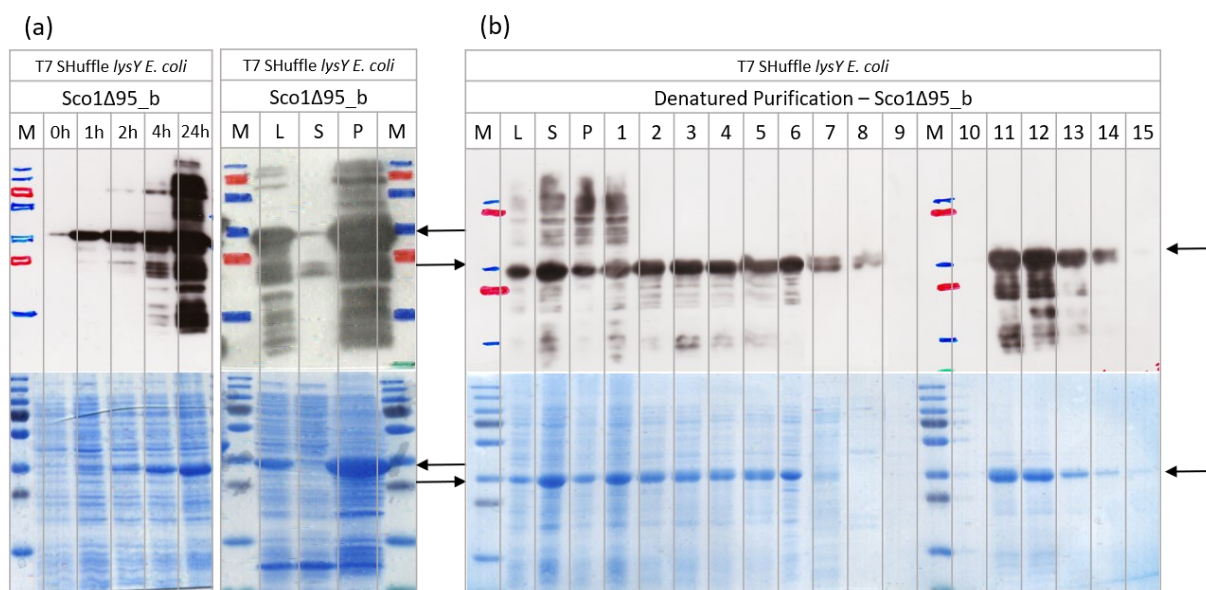 (a)
T7 SHuffle lysY E. coli
Sco1Δ95_b
M 0h 1h 2h 4h 24h
T7 SHuffle lysY E. coli
Sco1Δ95_b
M L S P M
(b)
T7 SHuffle lysY E. coli
Denatured Purification – Sco1Δ95_b
M L S P 1 2 3 4 5 6 7 8 9 M 10 11 12 13 14 15